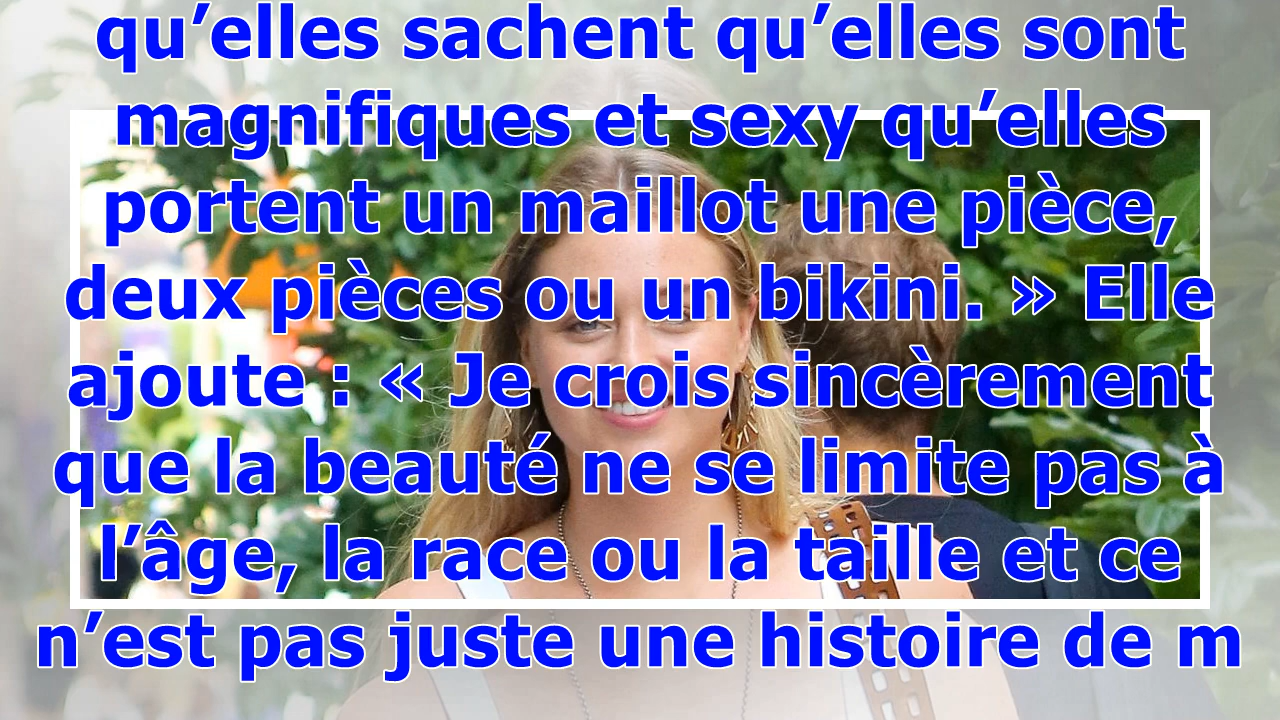 qu’elles sachent qu’elles sont
magnifiques et sexy qu’elles
portent un maillot une pièce,
deux pièces ou un bikini. » Elle
ajoute : « Je crois sincèrement
que la beauté ne se limite pas à
l’âge, la race ou la taille et ce
n’est pas juste une histoire de m